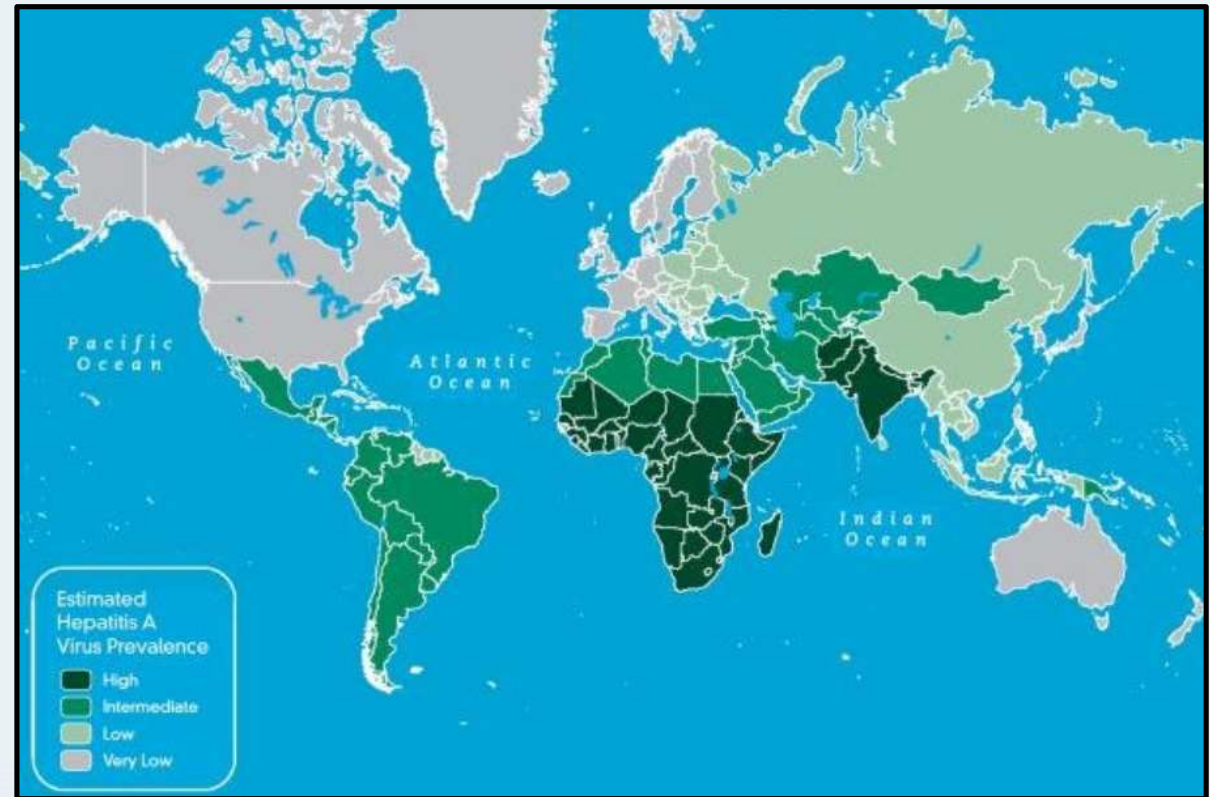 Pacific
Ocean
Atlantic
Ocean
Indian
Ocean
Estimated
Hepatitis A
Virus Prevalence
High
Intermediate
Low
Very Low